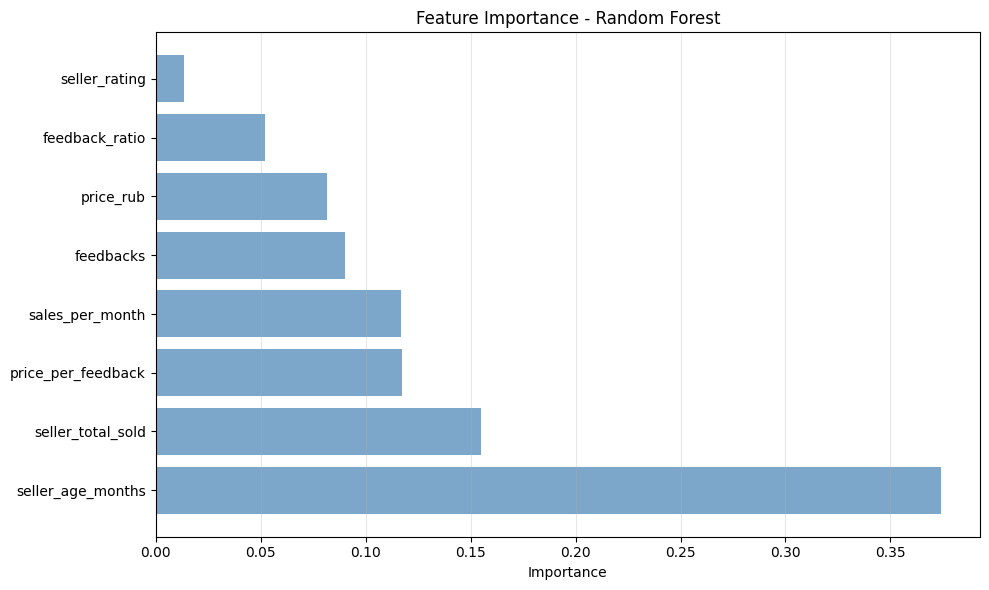 Feature Importance - Random Forest
seller_rating
feedback_ratio
price_rub
feedbacks
sales_per_month
price_per_feedback
seller_total_sold
seller_age_months
0.00 0.05 0.10 0.15 0.20 0.25 0.30 0.35
Importance